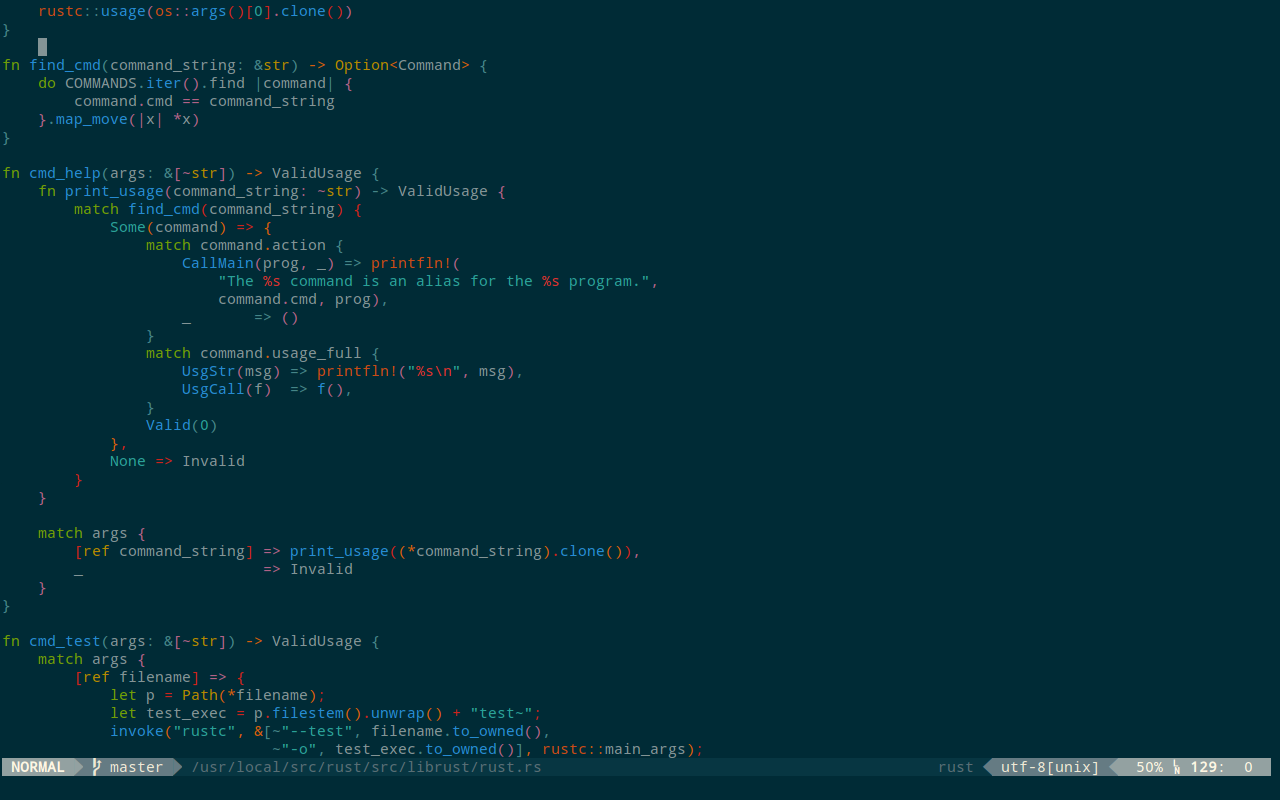 rustc::usage(os::args()[0].clone())
}

fn find_cmd(command_string: &str) -> Option<Command> {
    do COMMANDS.iter().find |command| {
        command.cmd == command_string
    }.map_move(|x| *x)
}

fn cmd_help(args: &[~str]) -> ValidUsage {
    fn print_usage(command_string: ~str) -> ValidUsage {
        match find_cmd(command_string) {
            Some(command) => {
                match command.action {
                    CallMain(prog, _) => printfln!(
                        "The %s command is an alias for the %s program.",
                        command.cmd, prog),
                    _       => ()
                }
                match command.usage_full {
                    UsgStr(msg) => printfln!("%s\n", msg),
                    UsgCall(f)  => f(),
                }
                Valid(0)
            },
            None => Invalid
        }
    }

    match args {
        [ref command_string] => print_usage((*command_string).clone()),
        _                    => Invalid
    }
}

fn cmd_test(args: &[~str]) -> ValidUsage {
    match args {
        [ref filename] => {
            let p = Path(*filename);
            let test_exec = p.filestem().unwrap() + "test~";
            invoke("rustc", &[~"--test", filename.to_owned(),
                              ~"-o", test_exec.to_owned()], rustc::main_args);
NORMAL master /usr/local/src/rust/src/librust/rust.rs rust utf-8[unix] 50% LN 129: 0